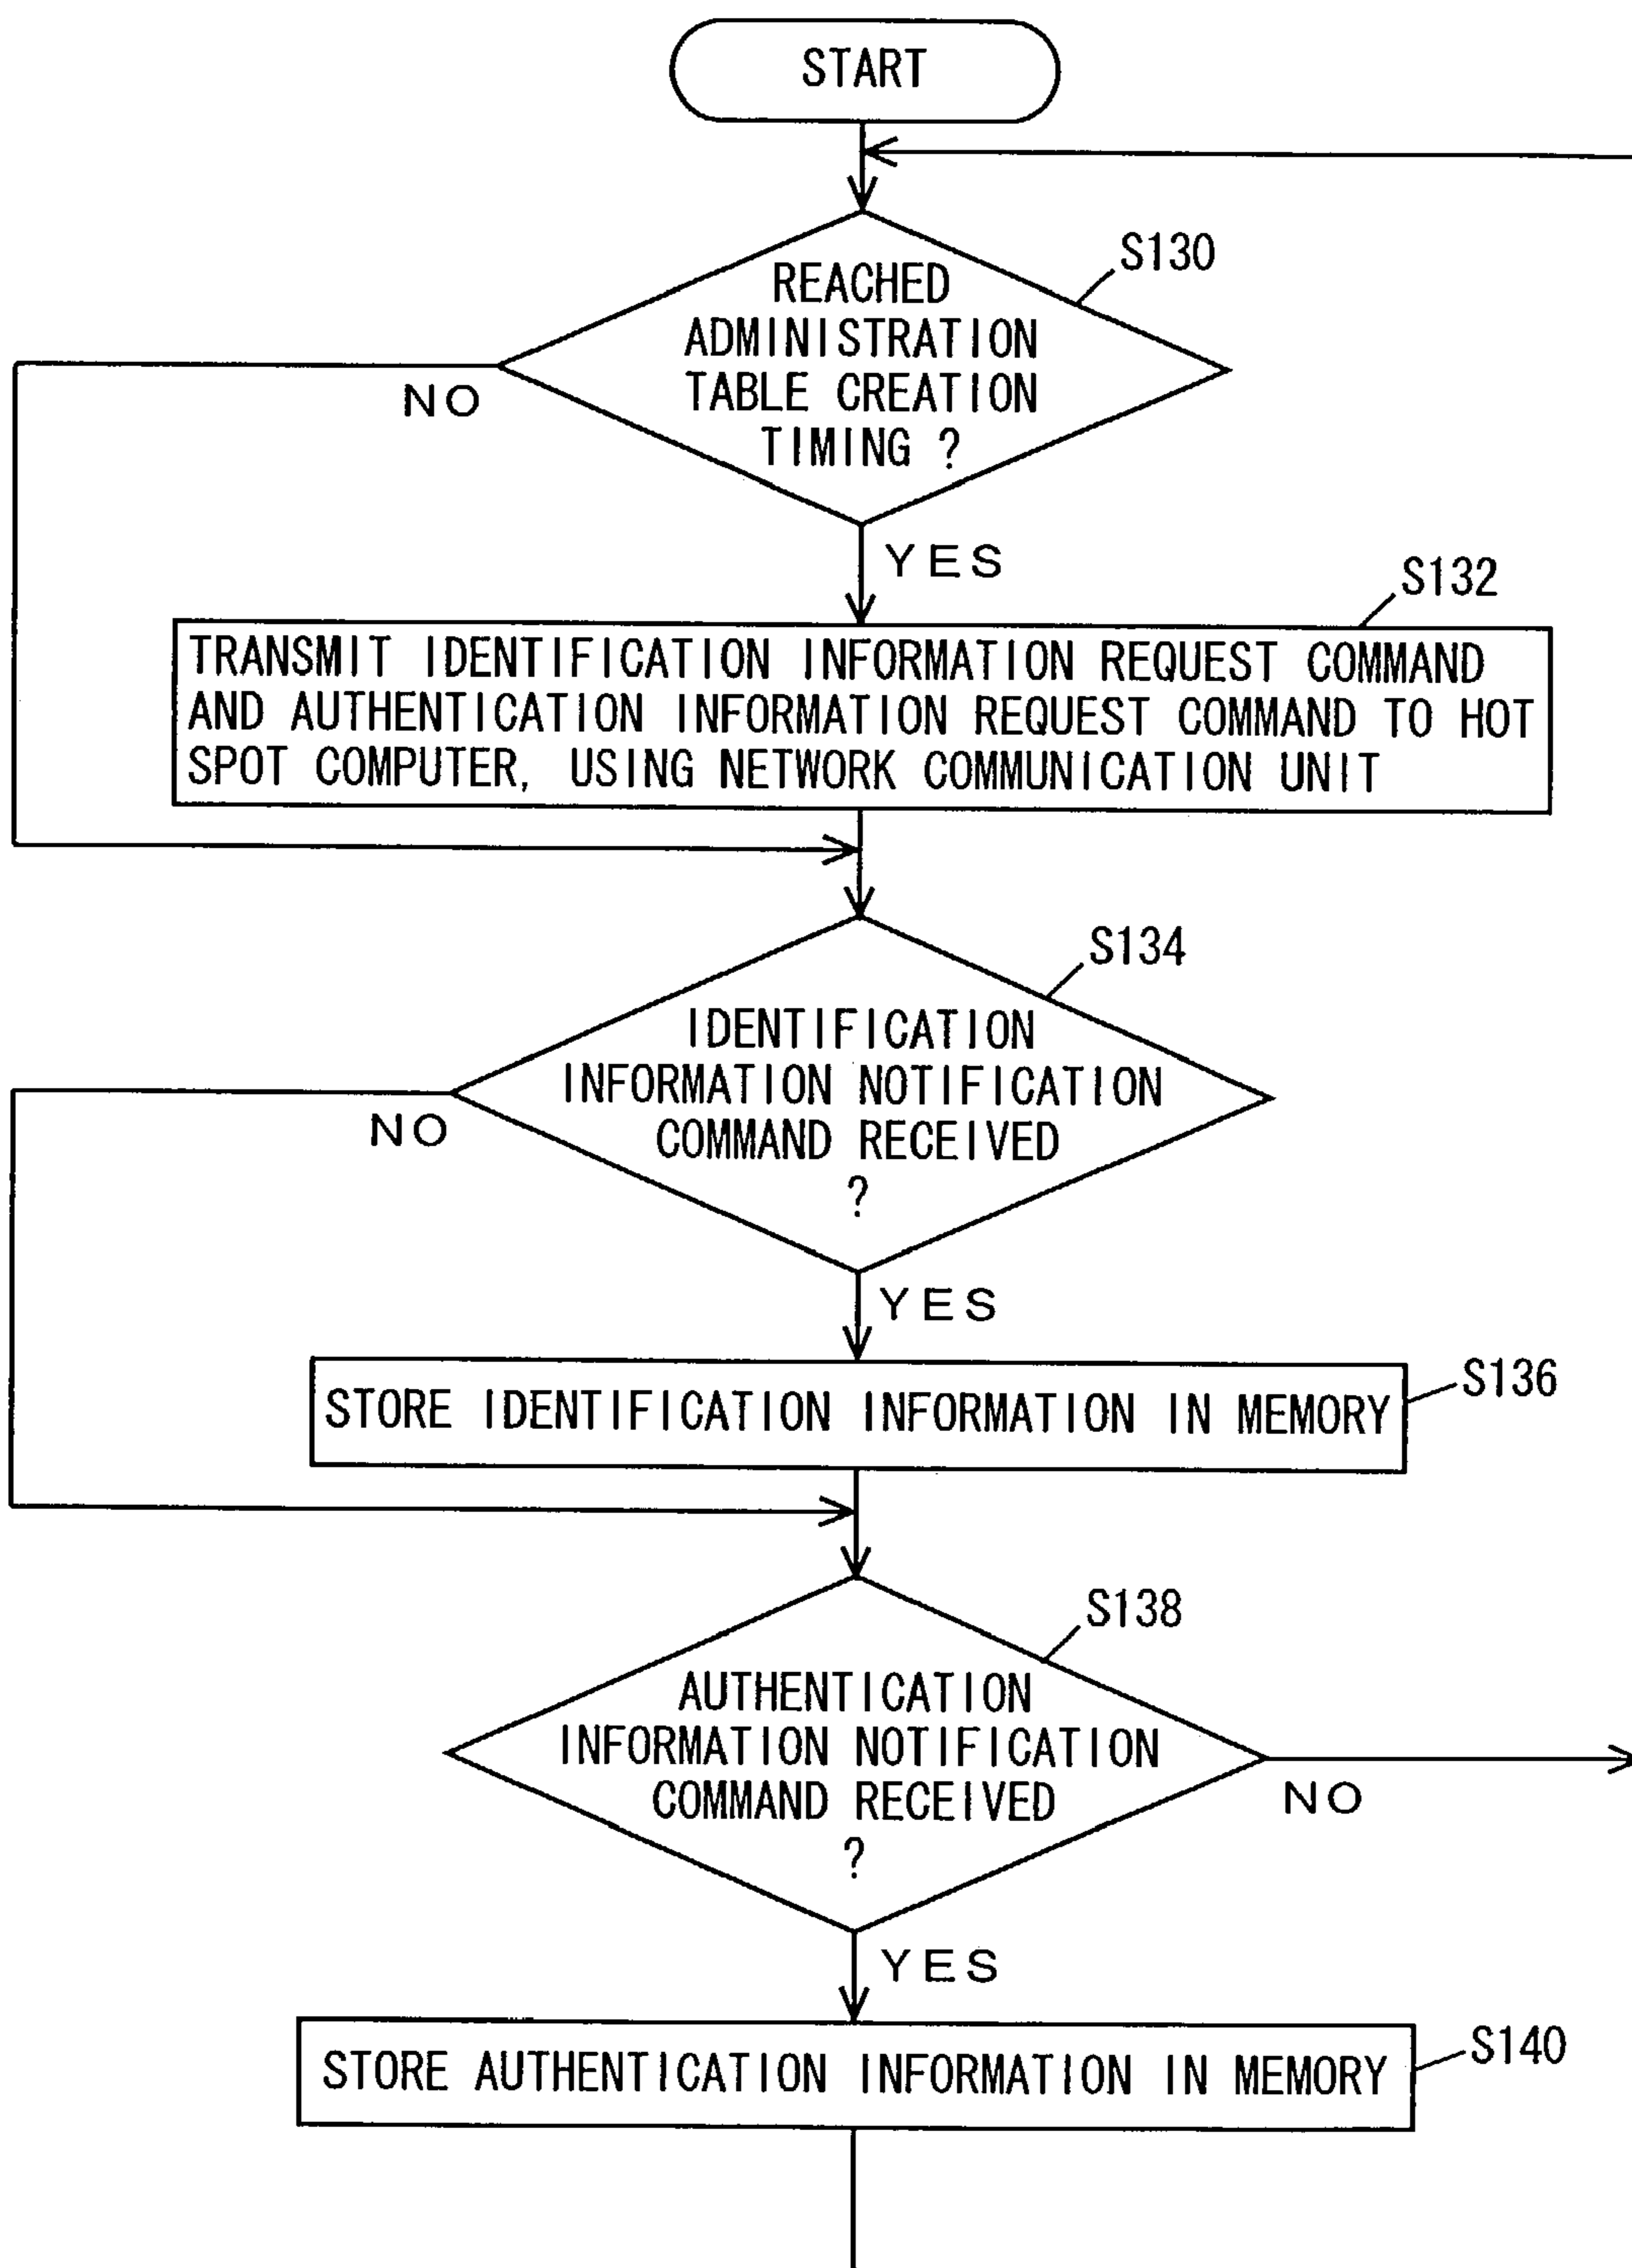 START
S130
REACHED
ADMINISTRATION
TABLE CREATION
TIMING ?
NO
YES
S132
TRANSMIT IDENTIFICATION INFORMATION REQUEST COMMAND
AND AUTHENTICATION INFORMATION REQUEST COMMAND TO HOT
SPOT COMPUTER, USING NETWORK COMMUNICATION UNIT
S134
IDENTIFICATION
INFORMATION NOTIFICATION
COMMAND RECEIVED
?
NO
YES
S136
STORE IDENTIFICATION INFORMATION IN MEMORY
S138
AUTHENTICATION
INFORMATION NOTIFICATION
COMMAND RECEIVED
?
NO
YES
S140
STORE AUTHENTICATION INFORMATION IN MEMORY